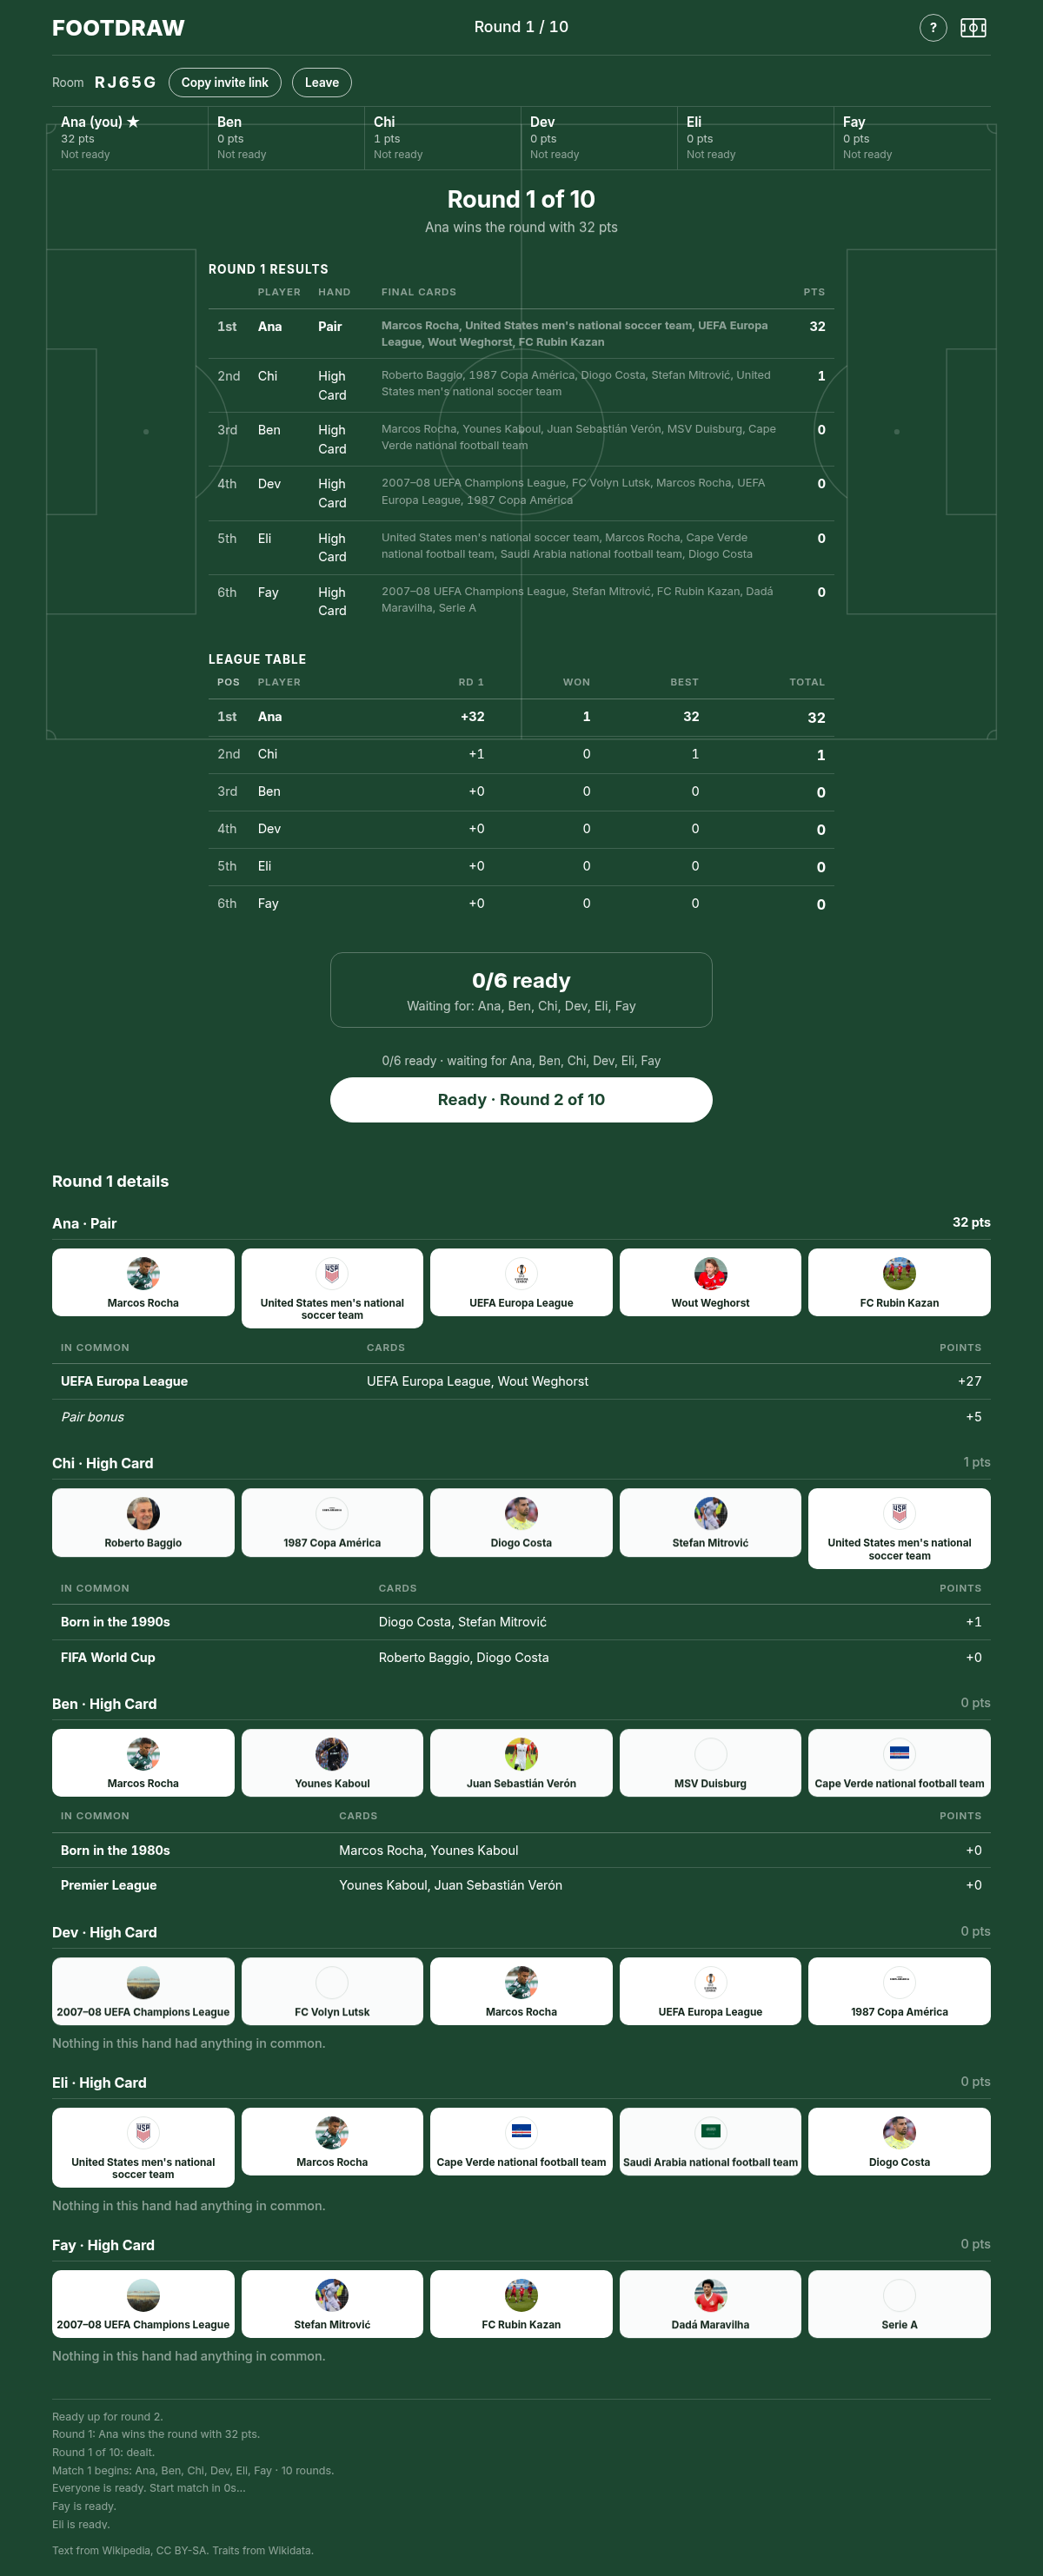 FOOTDRAW
Round 1 / 10
?
Room RJ65G Copy invite link Leave
Ana (you) ★ Ben Chi Dev Eli Fay
32 pts 0 pts 1 pts 0 pts 0 pts 0 pts
Not ready Not ready Not ready Not ready Not ready Not ready
Round 1 of 10
Ana wins the round with 32 pts
ROUND 1 RESULTS
PLAYER HAND FINAL CARDS PTS
1st Ana Pair Marcos Rocha, United States men's national soccer team, UEFA Europa 32
League, Wout Weghorst, FC Rubin Kazan
2nd Chi High Roberto Baggio, 1987 Copa América, Diogo Costa, Stefan Mitrović, United 1
Card States men's national soccer team
3rd Ben High Marcos Rocha, Younes Kaboul, Juan Sebastián Verón, MSV Duisburg, Cape 0
Card Verde national football team
4th Dev High 2007–08 UEFA Champions League, FC Volyn Lutsk, Marcos Rocha, UEFA 0
Card Europa League, 1987 Copa América
5th Eli High United States men's national soccer team, Marcos Rocha, Cape Verde 0
Card national football team, Saudi Arabia national football team, Diogo Costa
6th Fay High 2007–08 UEFA Champions League, Stefan Mitrović, FC Rubin Kazan, Dadá 0
Card Maravilha, Serie A
LEAGUE TABLE
POS PLAYER RD 1 WON BEST TOTAL
1st Ana +32 1 32 32
2nd Chi +1 0 1 1
3rd Ben +0 0 0 0
4th Dev +0 0 0 0
5th Eli +0 0 0 0
6th Fay +0 0 0 0
0/6 ready
Waiting for: Ana, Ben, Chi, Dev, Eli, Fay
0/6 ready · waiting for Ana, Ben, Chi, Dev, Eli, Fay
Ready · Round 2 of 10
Round 1 details
Ana · Pair 32 pts
Marcos Rocha United States men's national UEFA Europa League Wout Weghorst FC Rubin Kazan
soccer team
IN COMMON CARDS POINTS
UEFA Europa League UEFA Europa League, Wout Weghorst +27
Pair bonus +5
Chi · High Card 1 pts
Roberto Baggio 1987 Copa América Diogo Costa Stefan Mitrović United States men's national
soccer team
IN COMMON CARDS POINTS
Born in the 1990s Diogo Costa, Stefan Mitrović +1
FIFA World Cup Roberto Baggio, Diogo Costa +0
Ben · High Card 0 pts
Marcos Rocha Younes Kaboul Juan Sebastián Verón MSV Duisburg Cape Verde national football team
IN COMMON CARDS POINTS
Born in the 1980s Marcos Rocha, Younes Kaboul +0
Premier League Younes Kaboul, Juan Sebastián Verón +0
Dev · High Card 0 pts
2007–08 UEFA Champions League FC Volyn Lutsk Marcos Rocha UEFA Europa League 1987 Copa América
Nothing in this hand had anything in common.
Eli · High Card 0 pts
United States men's national Marcos Rocha Cape Verde national football team Saudi Arabia national football team Diogo Costa
soccer team
Nothing in this hand had anything in common.
Fay · High Card 0 pts
2007–08 UEFA Champions League Stefan Mitrović FC Rubin Kazan Dadá Maravilha Serie A
Nothing in this hand had anything in common.
Ready up for round 2.
Round 1: Ana wins the round with 32 pts.
Round 1 of 10: dealt.
Match 1 begins: Ana, Ben, Chi, Dev, Eli, Fay · 10 rounds.
Everyone is ready. Start match in 0s...
Fay is ready.
Eli is ready.
Text from Wikipedia, CC BY-SA. Traits from Wikidata.